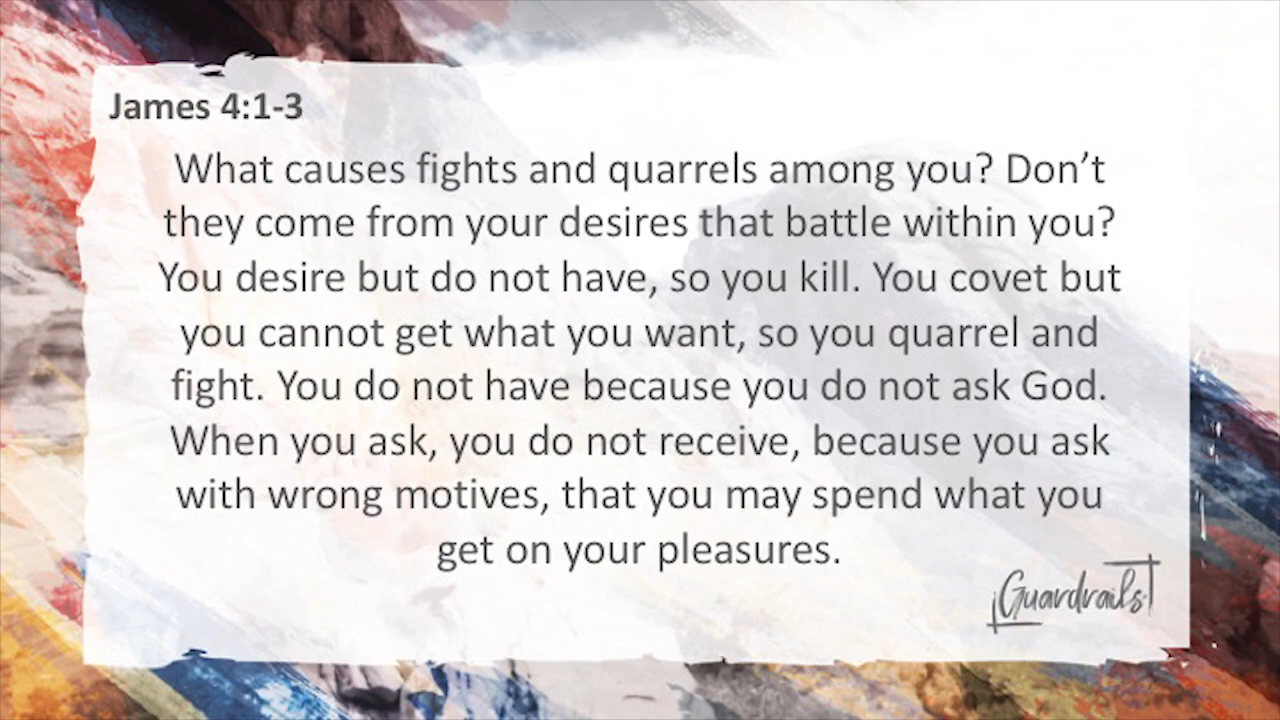 James 4:1-3
What causes fights and quarrels among you? Don’t
they come from your desires that battle within you?
You desire but do not have, so you kill. You covet but
you cannot get what you want, so you quarrel and
fight. You do not have because you do not ask God.
When you ask, you do not receive, because you ask
with wrong motives, that you may spend what you
get on your pleasures.
Guardrails